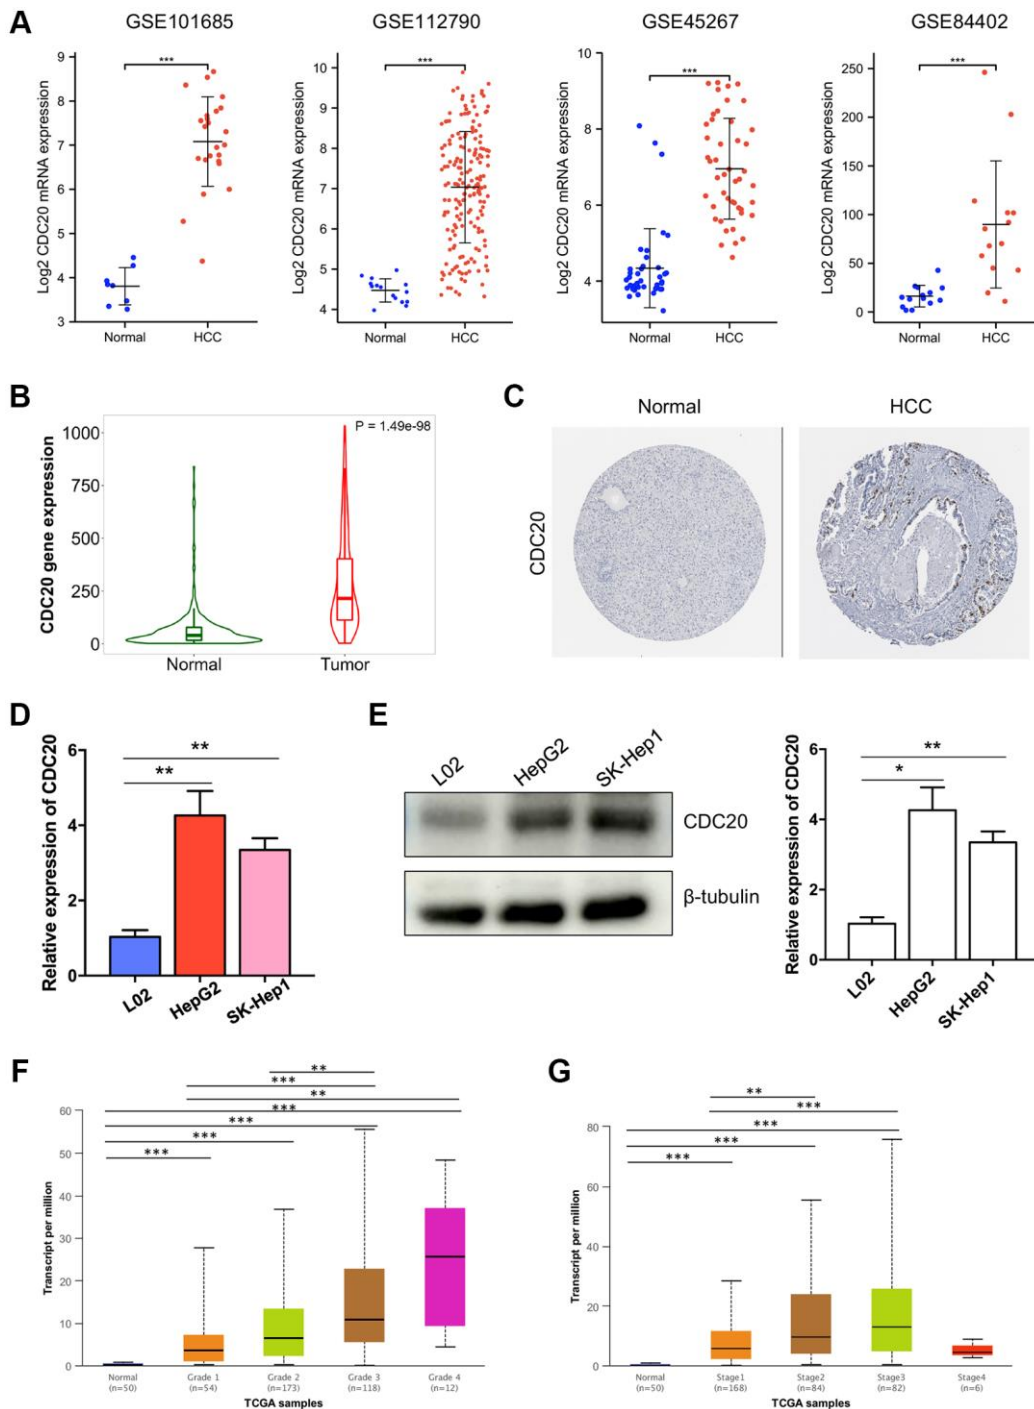 A
GSE101685
GSE112790
GSE45267
GSE84402
Log2 CDC20 mRNA expression
9
8
7
6
5
4
3
***
Normal
HCC
Log2 CDC20 mRNA expression
10
9
8
7
6
5
4
***
Normal
HCC
Log2 CDC20 mRNA expression
10
8
6
4
***
Normal
HCC
Log2 CDC20 mRNA expression
250
200
150
100
50
0
***
Normal
HCC
B
CDC20 gene expression
1000
750
500
250
0
P = 1.49e-98
Normal
Tumor
C
Normal
HCC
CDC20
D
Relative expression of CDC20
6
4
2
0
**
**
L02
HepG2
SK-Hep1
E
L02
HepG2
SK-Hep1
CDC20
β-tubulin
Relative expression of CDC20
6
4
2
0
**
*
L02
HepG2
SK-Hep1
F
**
***
**
***
***
***
***
Transcript per million
60
50
40
30
20
10
0
Normal
(n=50)
Grade 1
(n=54)
Grade 2
(n=173)
Grade 3
(n=118)
Grade 4
(n=12)
TCGA samples
G
**
***
***
***
***
Transcript per million
80
60
40
20
0
Normal
(n=50)
Stage1
(n=168)
Stage2
(n=84)
Stage3
(n=82)
Stage4
(n=6)
TCGA samples